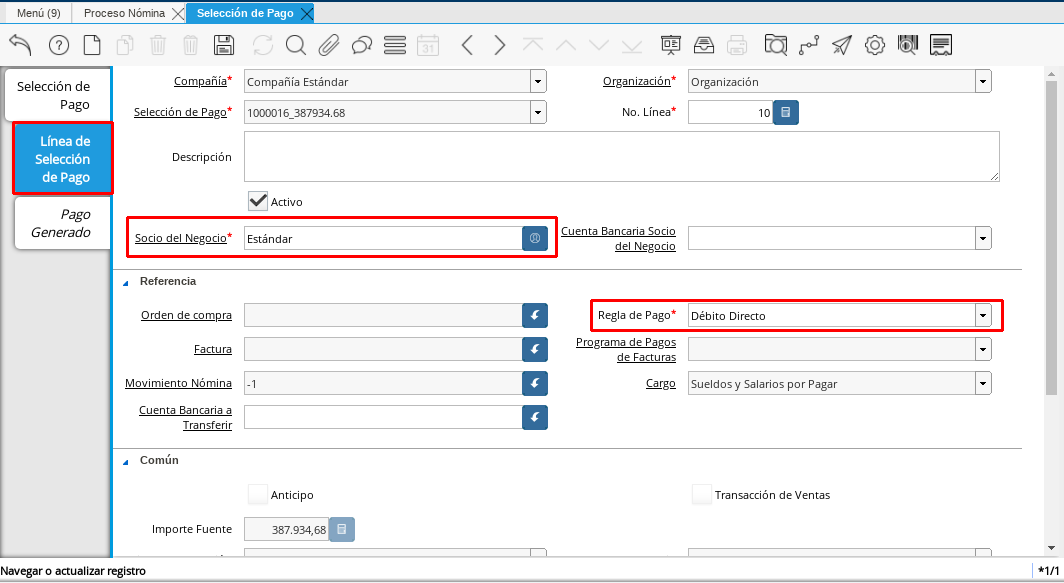 Menú (9)
Proceso Nómina
Selección de Pago
31
Selección de
Pago
Línea de
Selección
de Pago
Pago
Generado
Compañía* Compañía Estándar
Organización* Organización
Selección de Pago* 1000016_387934.68
No. Línea* 10
Descripción
Activo
Socio del Negocio* Estándar
Cuenta Bancaria Socio
del Negocio
Referencia
Orden de compra
Regla de Pago* Débito Directo
Factura
Programa de Pagos
de Facturas
Movimiento Nómina -1
Cargo Sueldos y Salarios por Pagar
Cuenta Bancaria a
Transferir
Común
Anticipo
Transacción de Ventas
Importe Fuente 387.934,68
Navegar o actualizar registro
*1/1